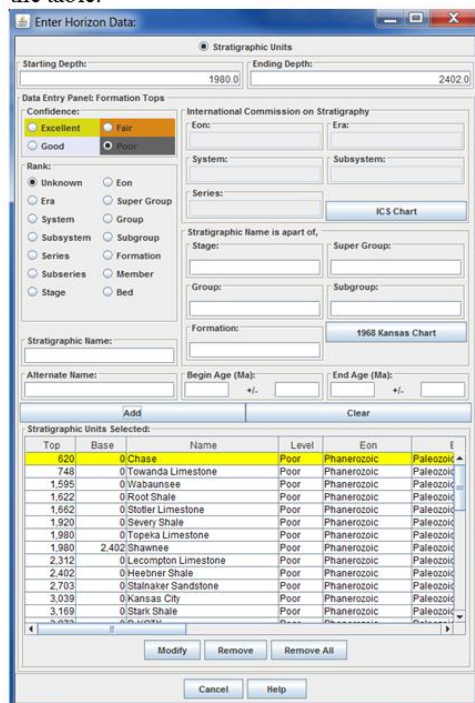 the table.
Enter Horizon Data:
Stratigraphic Units
Starting Depth: Ending Depth:
1980.0 2402.0
Data Entry Panel: Formation Tops
Confidence: International Commission on Stratigraphy
Excellent Fair Eon: Era:
Good Poor
Rank: System: Subsystem:
Unknown Eon
Era Super Group Series:
System Group ICS Chart
Subsystem Subgroup Stratigraphic Name is apart of,
Series Formation Stage: Super Group:
Subseries Member
Stage Bed Group: Subgroup:
Stratigraphic Name: Formation: 1968 Kansas Chart
Alternate Name: Begin Age (Ma): End Age (Ma):
+/- +/-
Add Clear
Stratigraphic Units Selected:
Top Base Name Level Eon E
620 0 Chase Poor Phanerozoic Paleozoic
748 0 Towanda Limestone Poor Phanerozoic Paleozoic
1,595 0 Wabaunsee Poor Phanerozoic Paleozoic
1,622 0 Root Shale Poor Phanerozoic Paleozoic
1,662 0 Stotler Limestone Poor Phanerozoic Paleozoic
1,920 0 Severy Shale Poor Phanerozoic Paleozoic
1,980 0 Topeka Limestone Poor Phanerozoic Paleozoic
1,980 2,402 Shawnee Poor Phanerozoic Paleozoic
2,312 0 Lecompton Limestone Poor Phanerozoic Paleozoic
2,402 0 Heebner Shale Poor Phanerozoic Paleozoic
2,703 0 Stalnaker Sandstone Poor Phanerozoic Paleozoic
3,039 0 Kansas City Poor Phanerozoic Paleozoic
3,169 0 Stark Shale Poor Phanerozoic Paleozoic
Modify Remove Remove All
Cancel Help